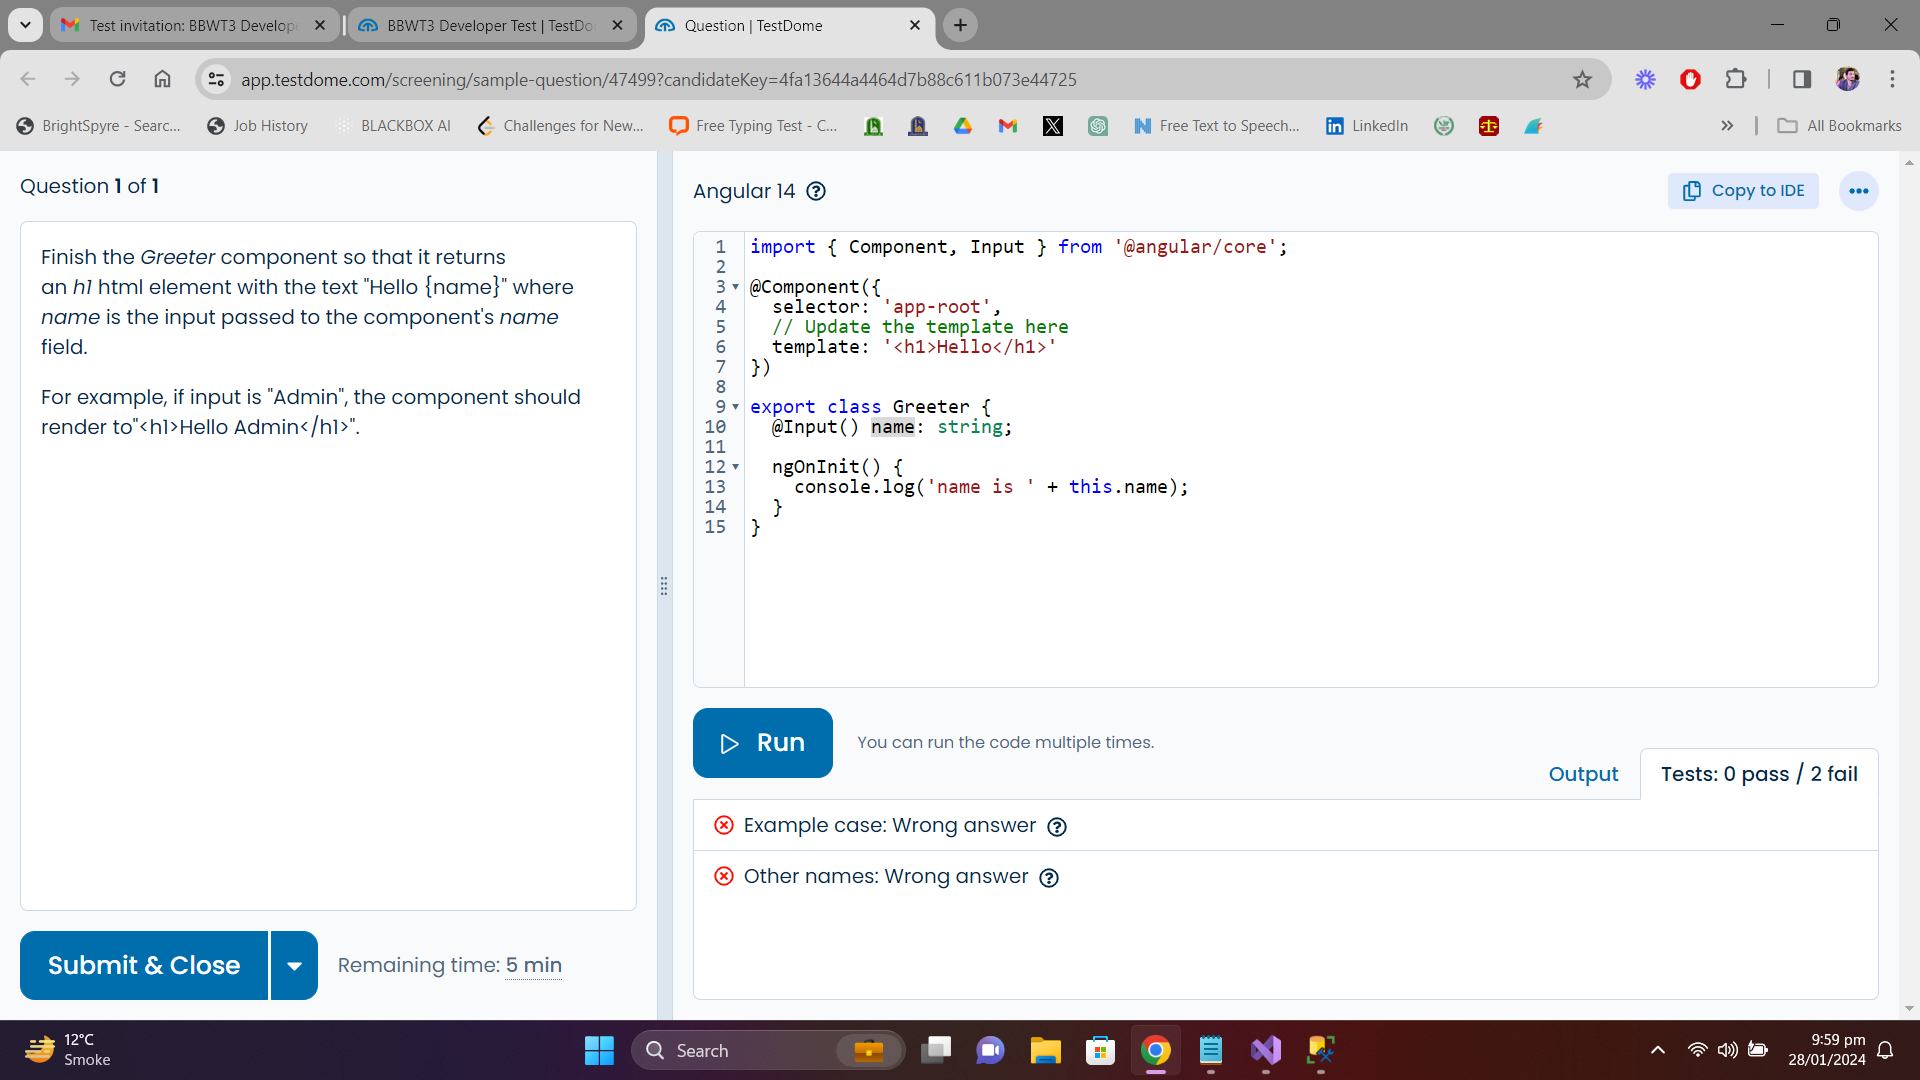 Test invitation: BBWT3 Develop
BBWT3 Developer Test | TestDo
Question | TestDome
app.testdome.com/screening/sample-question/47499?candidateKey=4fa13644a4464d7b88c611b073e44725
BrightSpyre - Searc...
Job History
BLACKBOX AI
Challenges for New...
Free Typing Test - C...
Free Text to Speech...
LinkedIn
All Bookmarks
Question 1 of 1
Finish the Greeter component so that it returns
an h1 html element with the text "Hello {name}" where
name is the input passed to the component's name
field.
For example, if input is "Admin", the component should
render to"<h1>Hello Admin</h1>".
Submit & Close
Remaining time: 5 min
Angular 14
Copy to IDE
1 import { Component, Input } from '@angular/core';
2
3 @Component({
4 selector: 'app-root',
5 // Update the template here
6 template: '<h1>Hello</h1>'
7 })
8
9 export class Greeter {
10 @Input() name: string;
11
12 ngOnInit() {
13 console.log('name is ' + this.name);
14 }
15 }
Run
You can run the code multiple times.
Output
Tests: 0 pass / 2 fail
Example case: Wrong answer
Other names: Wrong answer
12°C
Smoke
Search
9:59 pm
28/01/2024